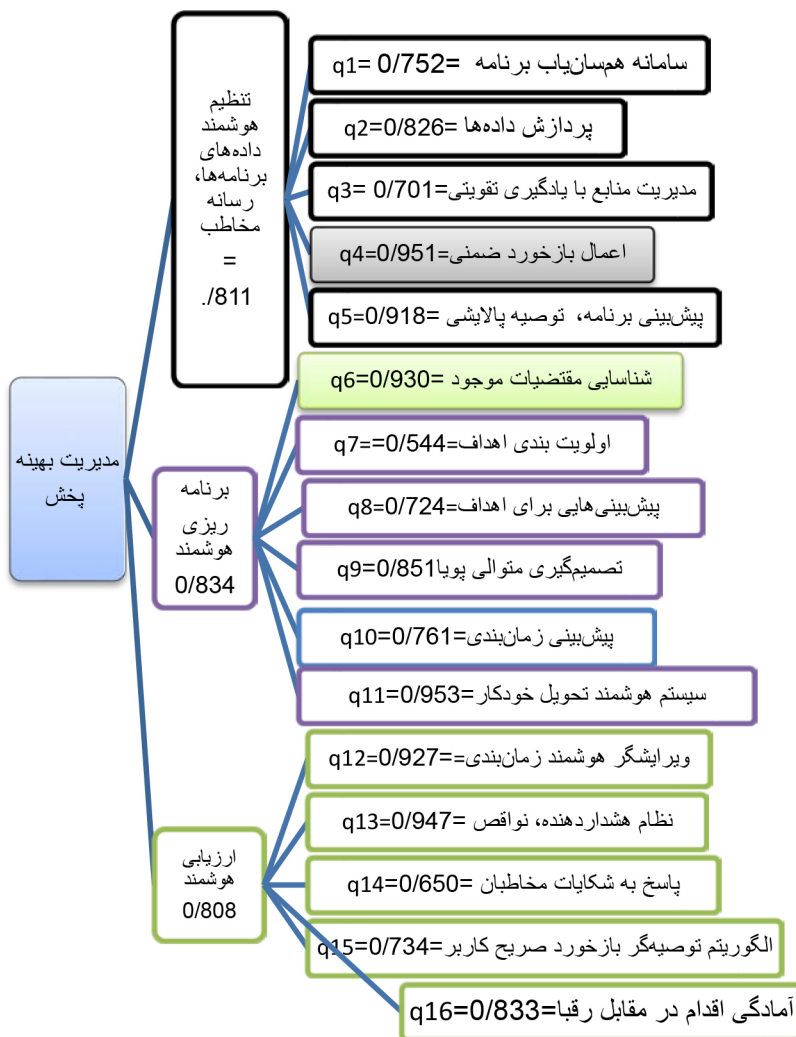 مدیریت بهینه
پخش
تنظیم
هوشمند
داده‌های
برنامه‌ها،
رسانه
مخاطب
=
./811
سامانه هم‌سان‌یاب برنامه =q1= 0/752
پردازش داده‌ها =q2=0/826
مدیریت منابع با یادگیری تقویتی=q3= 0/701
اعمال بازخورد ضمنی=q4=0/951
پیش‌بینی برنامه، توصیه پالایشی =q5=0/918
برنامه
ریزی
هوشمند
0/834
شناسایی مقتضیات موجود =q6=0/930
اولویت بندی اهداف=q7==0/544
پیش‌بینی‌هایی برای اهداف=q8=0/724
تصمیم‌گیری متوالی پویاq9=0/851
پیش‌بینی زمان‌بندی=q10=0/761
سیستم هوشمند تحویل خودکار=q11=0/953
ارزیابی
هوشمند
0/808
ویرایشگر هوشمند زمان‌بندی==q12=0/927
نظام هشداردهنده، نواقص =q13=0/947
پاسخ به شکایات مخاطبان =q14=0/650
الگوریتم توصیه‌گر بازخورد صریح کاربر=q15=0/734
آمادگی اقدام در مقابل رقبا=q16=0/833